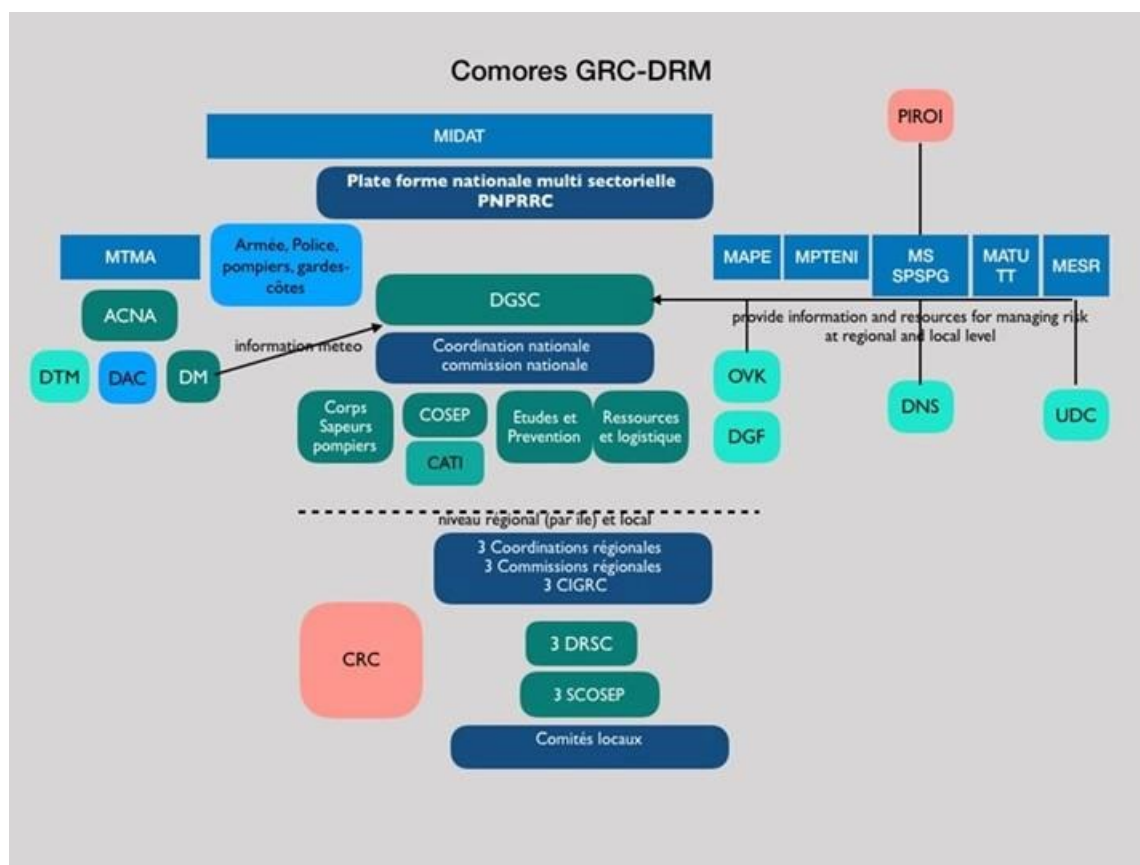 Comores GRC-DRM
PIROI
MIDAT
Plate forme nationale multi sectorielle
PNPRRC
MTMA
Armée, Police,
pompiers, gardes-
côtes
MAPE
MPTENI
MS
SPSPG
MATU
TT
MESR
ACNA
DGSC
provide information and resources for managing risk
at regional and local level
information meteo
Coordination nationale
commission nationale
DTM
DAC
DM
OVK
DNS
UDC
Corps
Sapeurs
pompiers
COSEP
CATI
Etudes et
Prevention
Ressources
et logistique
DGF
niveau régional (par île) et local
3 Coordinations régionales
3 Commissions régionales
3 CIGRC
CRC
3 DRSC
3 SCOSEP
Comités locaux